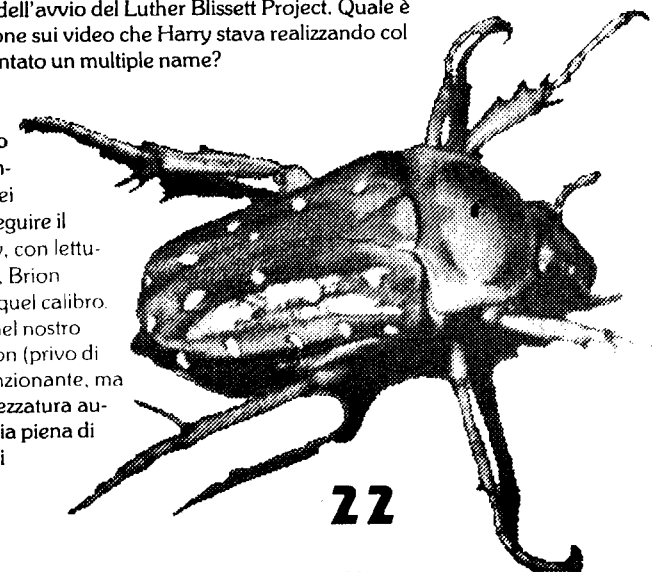 dell'avvio del Luther Blissett Project. Quale è
one sui video che Harry stava realizzando col
ntato un multiple name?
o
n-
ei
eguire il
, con lettu-
, Brion
quel calibro.
nel nostro
on (privo di
nzionante, ma
ezzatura au-
ia piena di
i
22